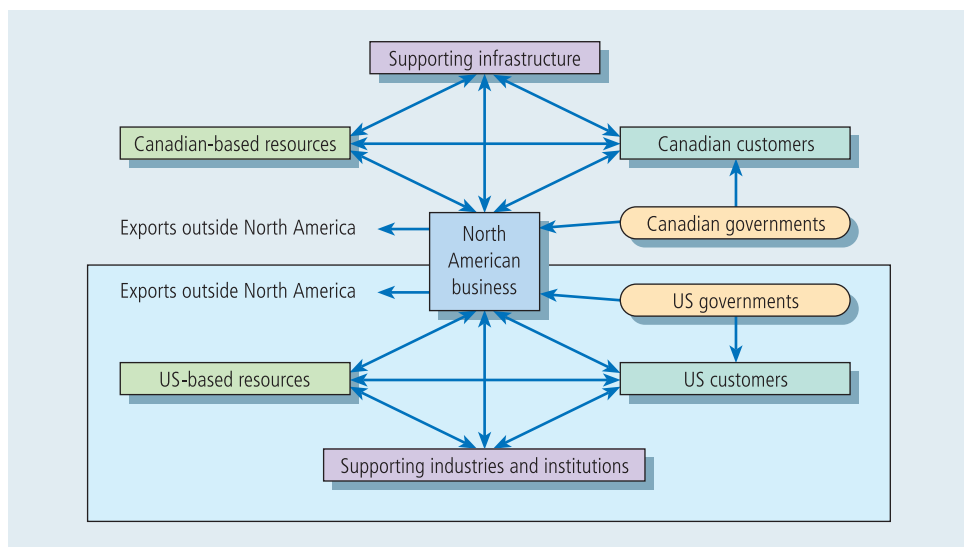 Supporting infrastructure
Canadian-based resources
Canadian customers
Exports outside North America
North
American
business
Canadian governments
Exports outside North America
US governments
US-based resources
US customers
Supporting industries and institutions